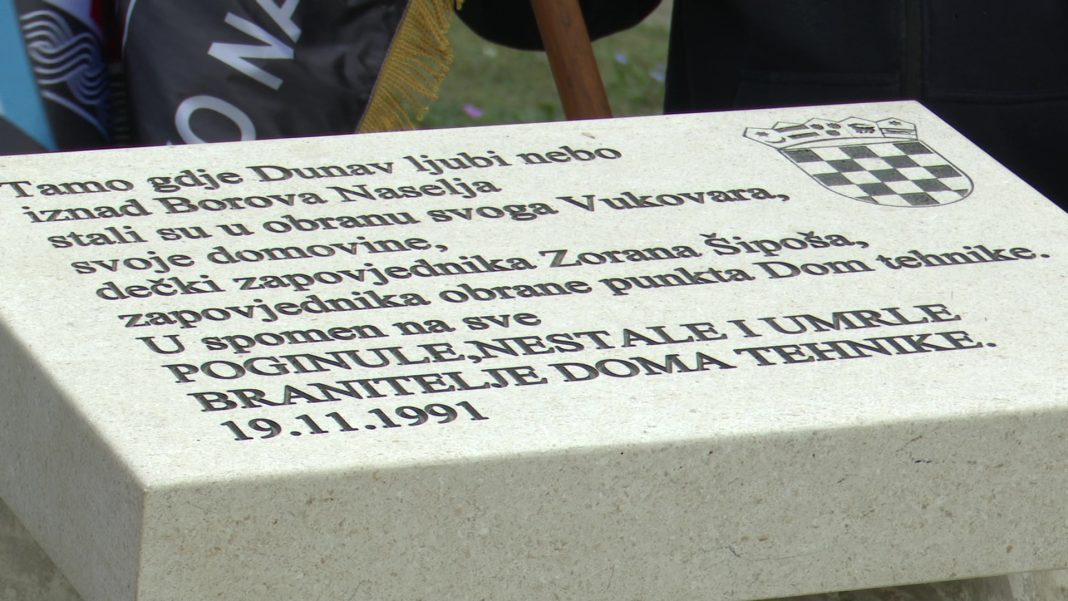 O NA
Tamo gdje Dunav ljubi nebo
iznad Borova Naselja
stali su u obranu svoga Vukovara,
svoje domovine,
dečki zapovjednika Zorana Šipoša,
zapovjednika obrane punkta Dom tehnike.
U spomen na sve
POGINULE,NESTALE I UMRLE
BRANITELJE DOMA TEHNIKE.
19.11.1991